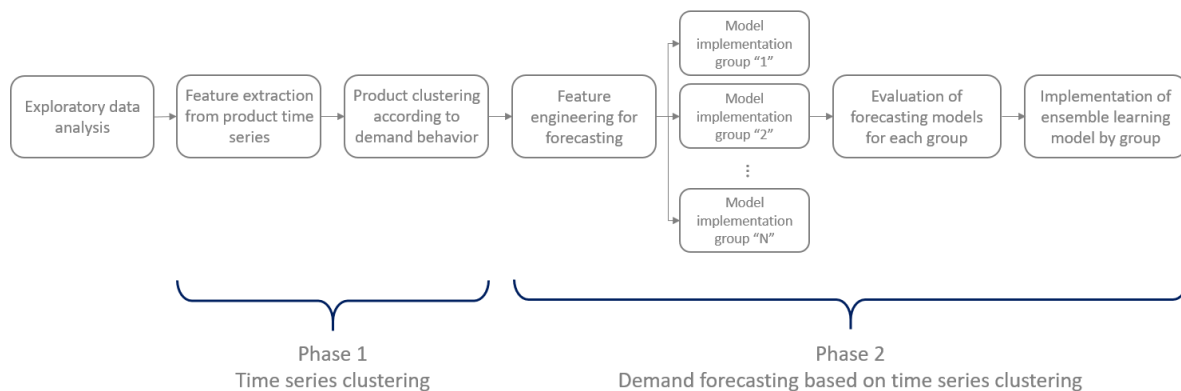 Exploratory data
analysis
Feature extraction
from product time
series
Product clustering
according to
demand behavior
Feature
engineering for
forecasting
Model
implementation
group “1”
Model
implementation
group “2”
⋮
Model
implementation
group “N”
Evaluation of
forecasting models
for each group
Implementation of
ensemble learning
model by group
Phase 1
Time series clustering
Phase 2
Demand forecasting based on time series clustering